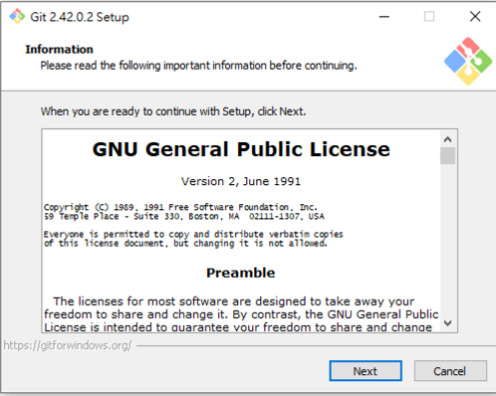 Git 2.42.0.2 Setup
Information
Please read the following important information before continuing.
When you are ready to continue with Setup, click Next.
GNU General Public License
Version 2, June 1991
Copyright (C) 1989, 1991 Free Software Foundation, Inc.
59 Temple Place - Suite 330, Boston, MA  02111-1307, USA
Everyone is permitted to copy and distribute verbatim copies
of this license document, but changing it is not allowed.
Preamble
The licenses for most software are designed to take away your
freedom to share and change it. By contrast, the GNU General Public
License is intended to guarantee your freedom to share and change
https://gitforwindows.org/
Next
Cancel